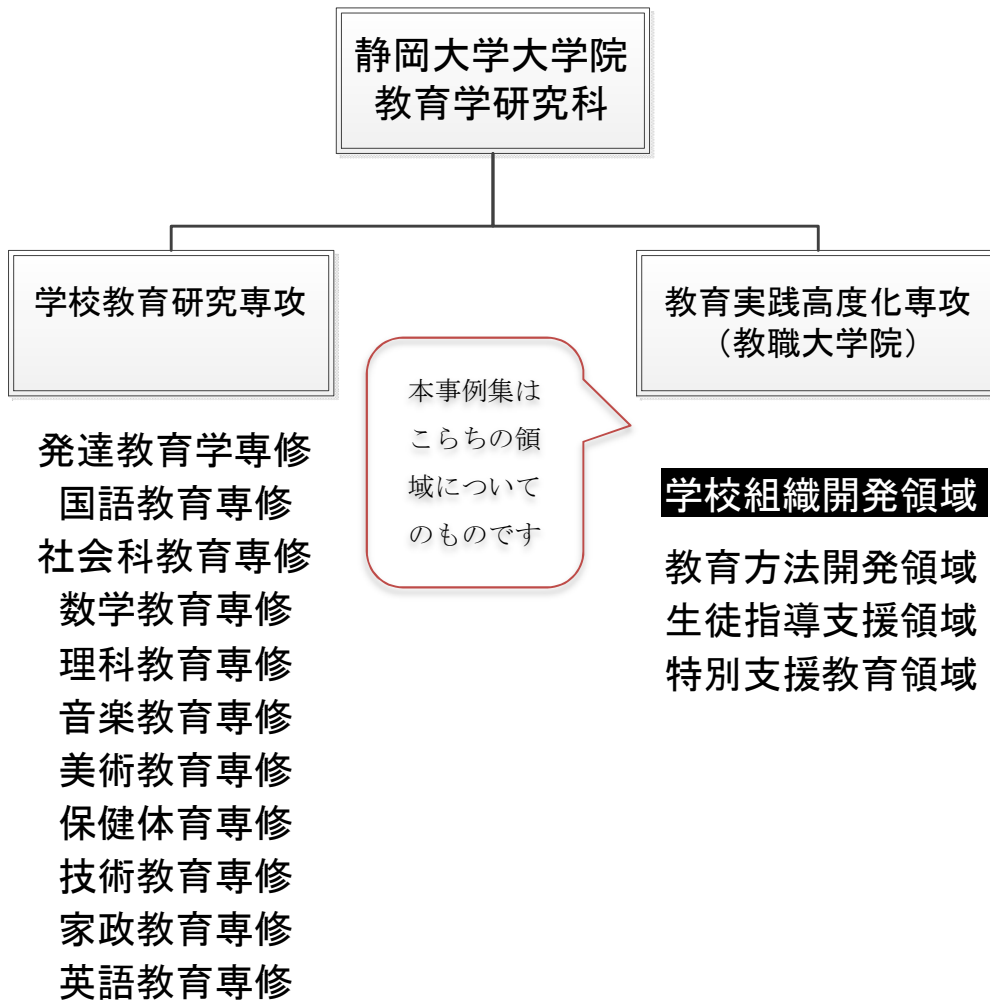 静岡大学大学院
教育学研究科
学校教育研究専攻
発達教育学専修
国語教育専修
社会科教育専修
数学教育専修
理科教育専修
音楽教育専修
美術教育専修
保健体育専修
技術教育専修
家政教育専修
英語教育専修
本事例集は
こらちの領
域について
のものです
教育実践高度化専攻
（教職大学院）
学校組織開発領域
教育方法開発領域
生徒指導支援領域
特別支援教育領域